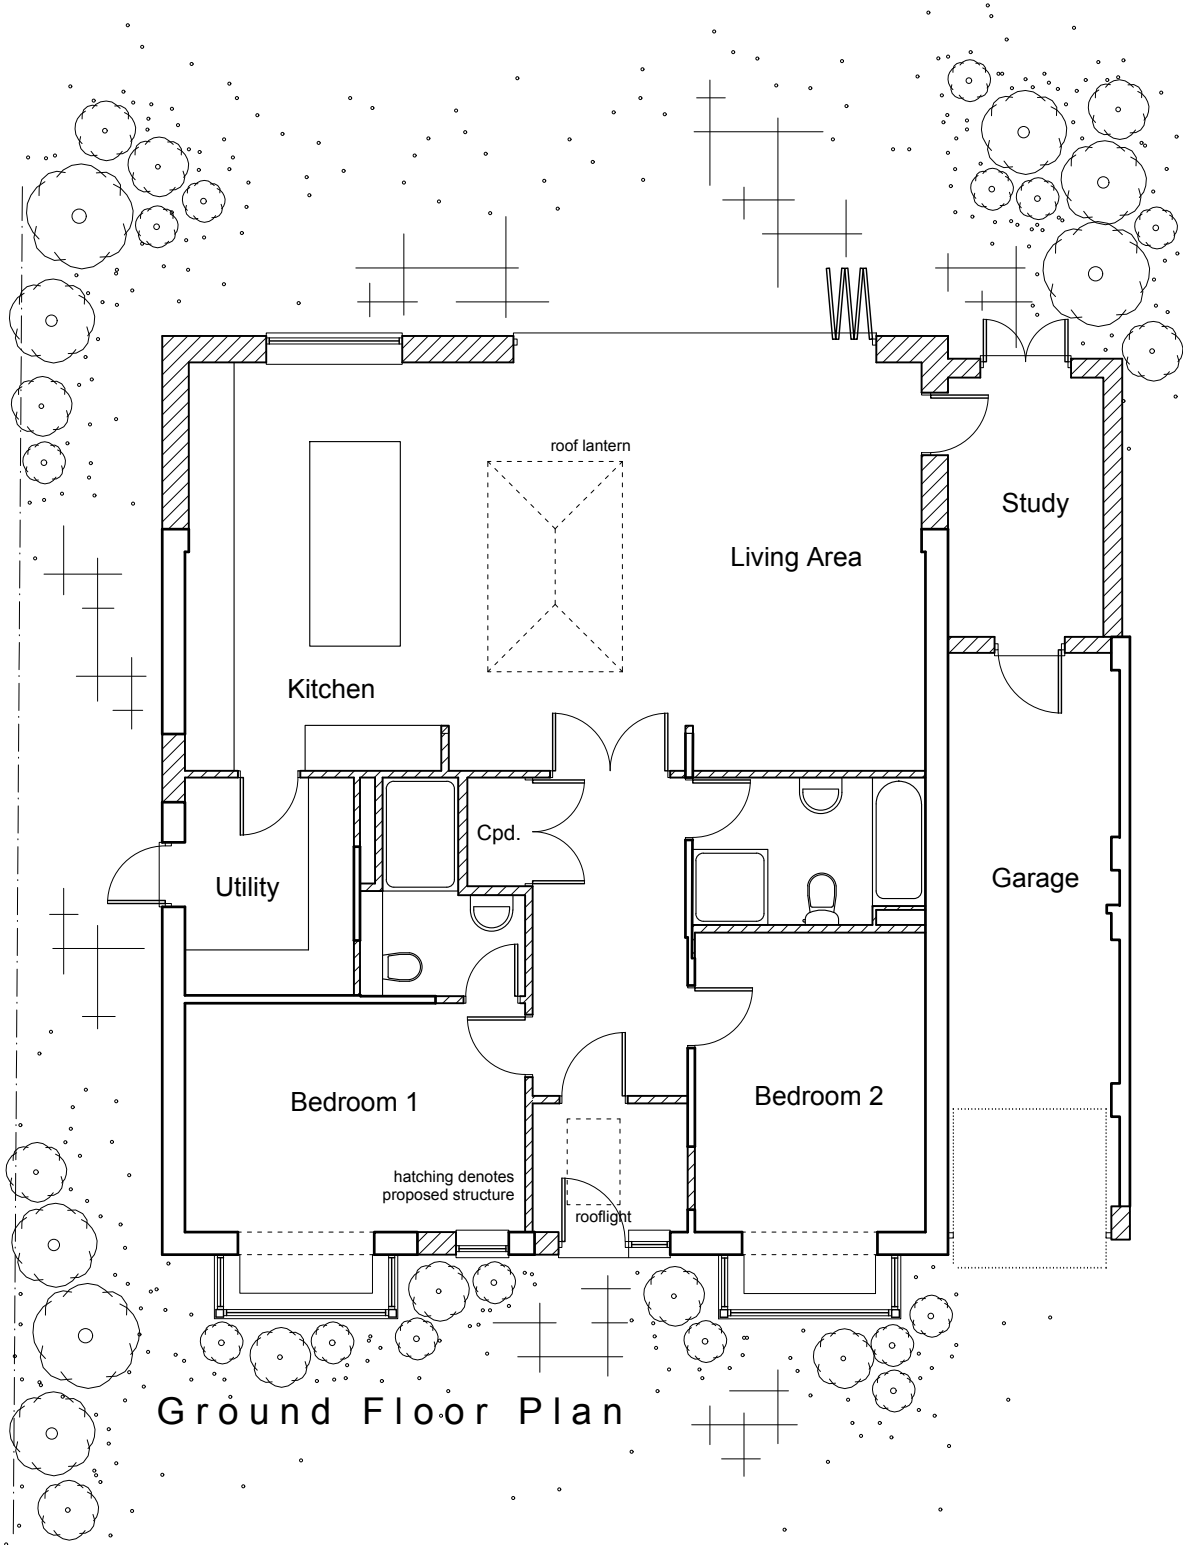 roof lantern
Study
Living Area
Kitchen
Cpd.
Utility
Garage
Bedroom 1
Bedroom 2
hatching denotes
proposed structure
rooflight
Ground Floor Plan